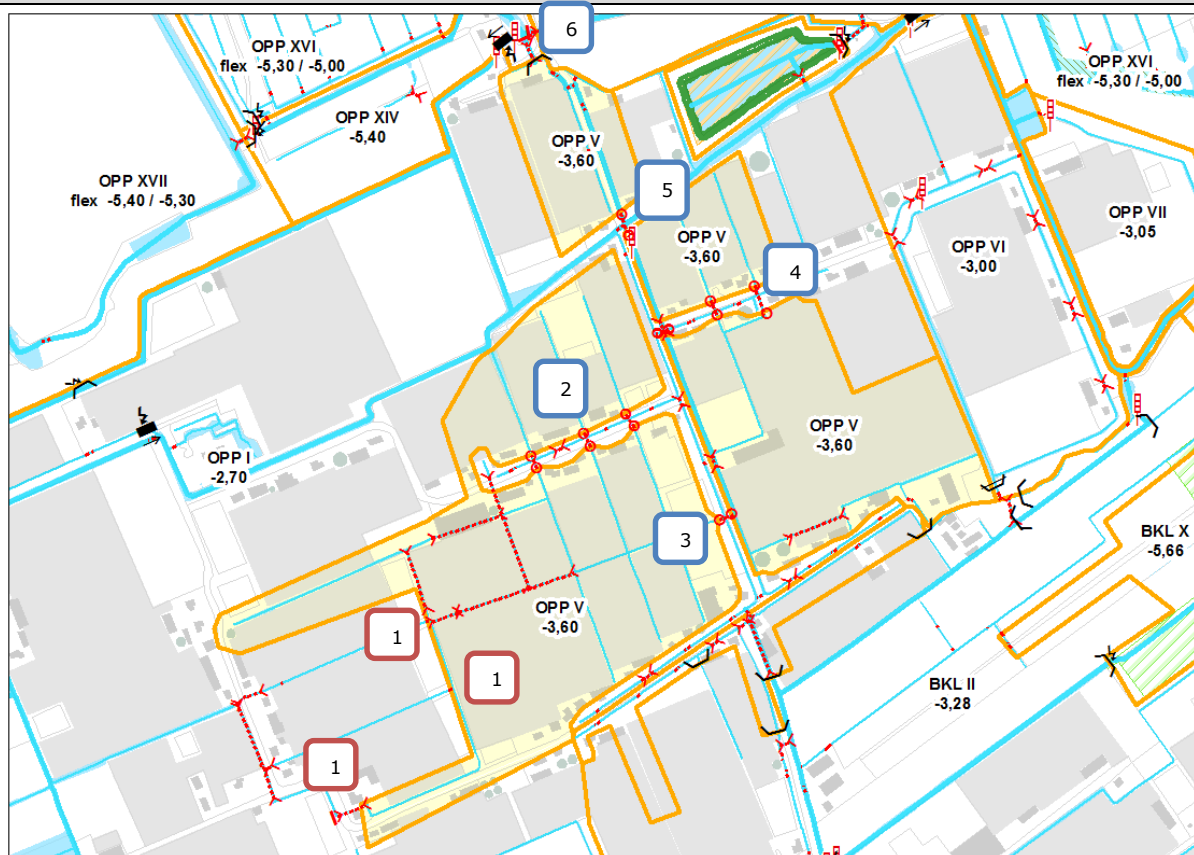 6
OPP XVI
flex -5,30 / -5,00
OPP XVI
flex -5,30 / -5,00
OPP XIV
-5,40
OPP V
-3,60
OPP XVII
flex -5,40 / -5,30
5
OPP VII
-3,05
OPP V
-3,60
OPP VI
-3,00
4
2
OPP V
-3,60
OPP I
-2,70
3
BKL X
-5,66
OPP V
-3,60
1
1
BKL II
-3,28
1